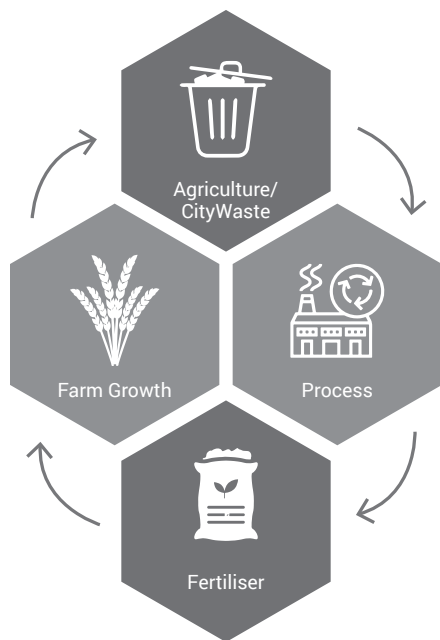 Agriculture/
CityWaste
Farm Growth
Process
Fertiliser